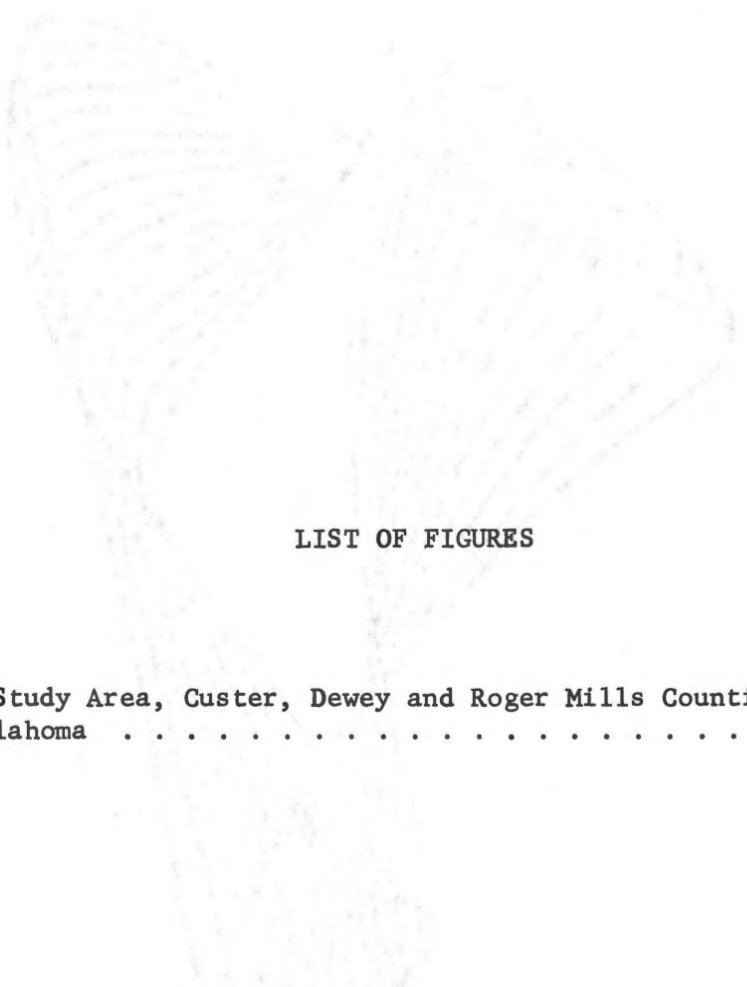 LIST OF FIGURES
Study Area, Custer, Dewey and Roger Mills Counti
lahoma . . . . . . . . . . . . . . . . . . . .